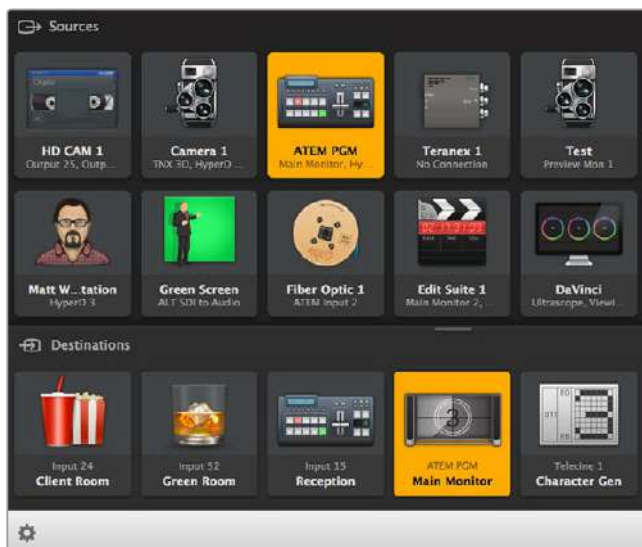 Sources
HD CAM 1
Output 25, Outp...
Camera 1
TNX 3D, HyperD ...
ATEM PGM
Main Monitor, Hy...
Teranex 1
No Connection
Test
Preview Mon 1
Matt W...tation
HyperD 3
Green Screen
ALT SDI to Audio
Fiber Optic 1
ATEM Input 2
Edit Suite 1
Main Monitor 2, ...
DaVinci
Ultrascope, Viewi...
Destinations
Input 24
Client Room
Input 52
Green Room
Input 15
Reception
3
ATEM PGM
Main Monitor
Telecine 1
Character Gen